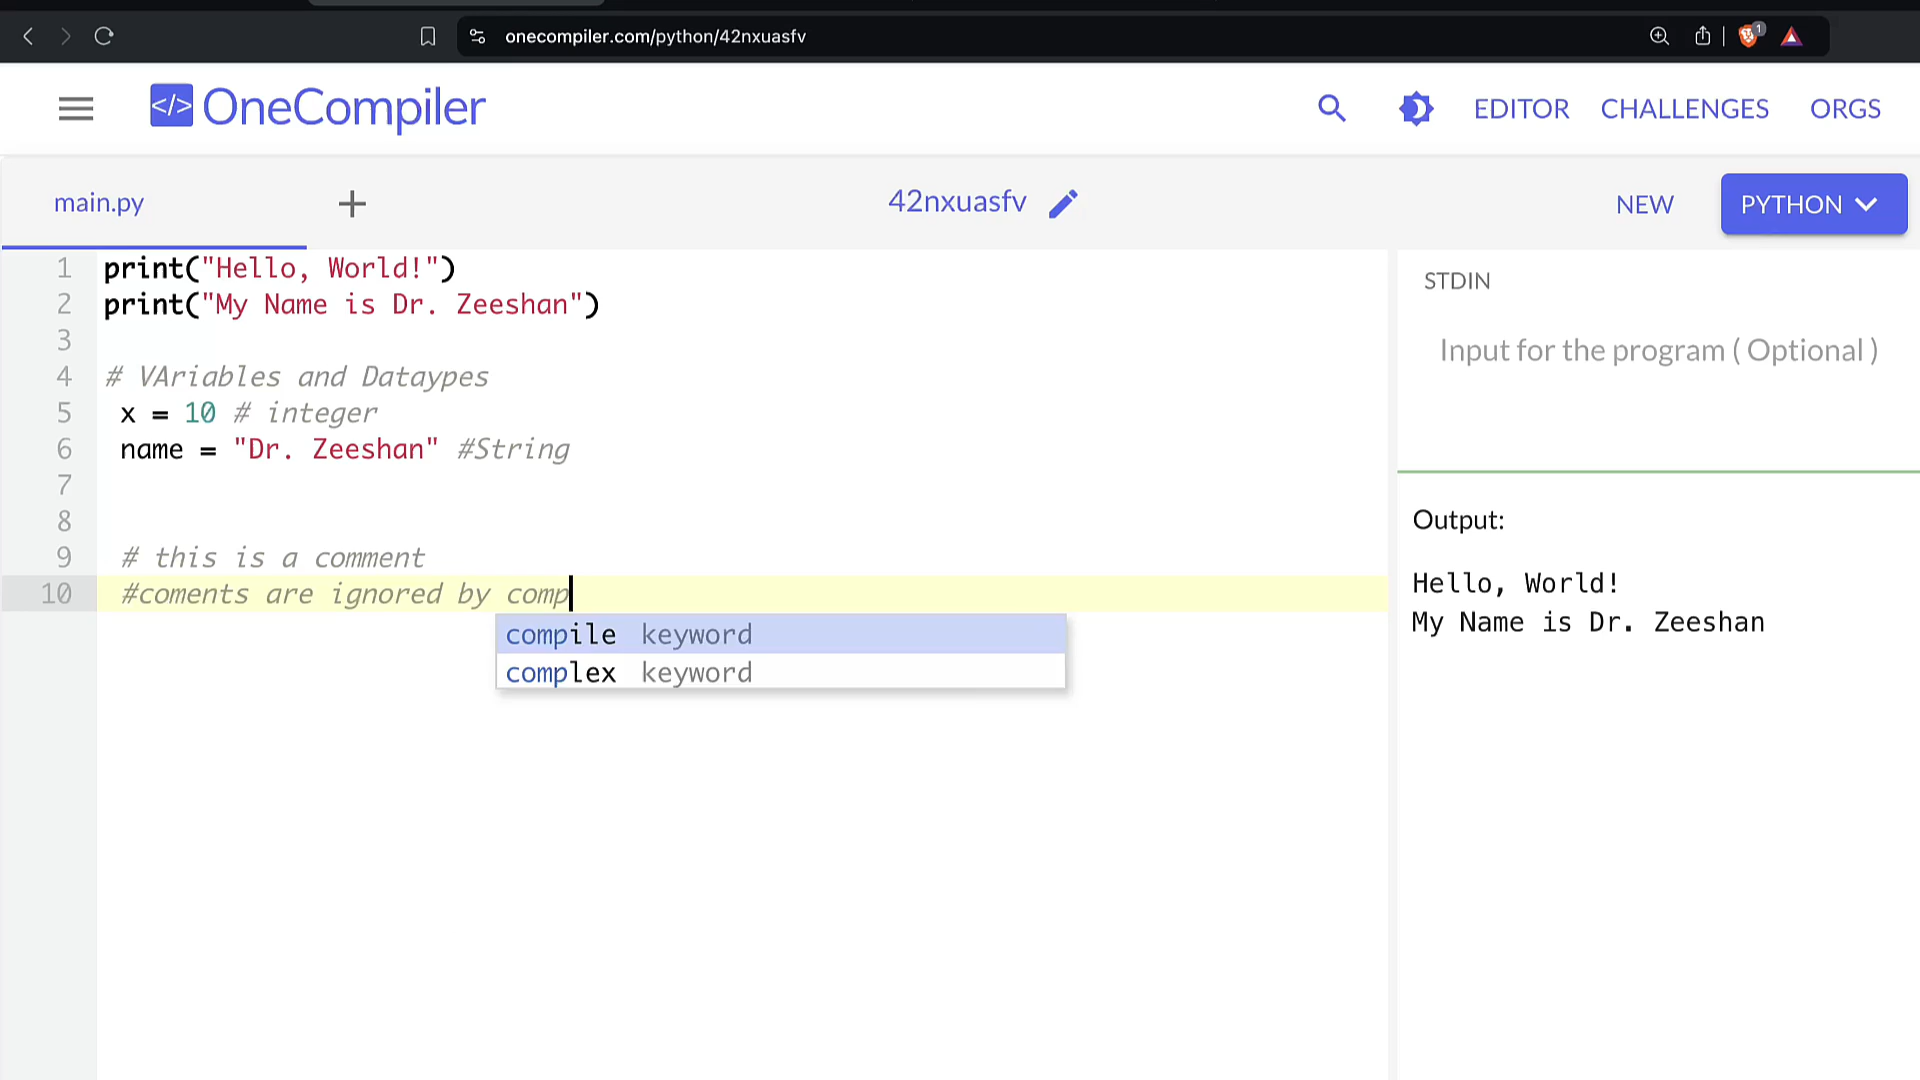 onecompiler.com/python/42nxuasfv
1
</> OneCompiler
EDITOR
CHALLENGES
ORGS
main.py
+
42nxuasfv
NEW
PYTHON
1 print("Hello, World!")
2 print("My Name is Dr. Zeeshan")
3
4 # VAriables and Dataypes
5 x = 10 # integer
6 name = "Dr. Zeeshan" #String
7
8
9 # this is a comment
10 #coments are ignored by comp
compile keyword
complex keyword
STDIN
Input for the program ( Optional )
Output:
Hello, World!
My Name is Dr. Zeeshan